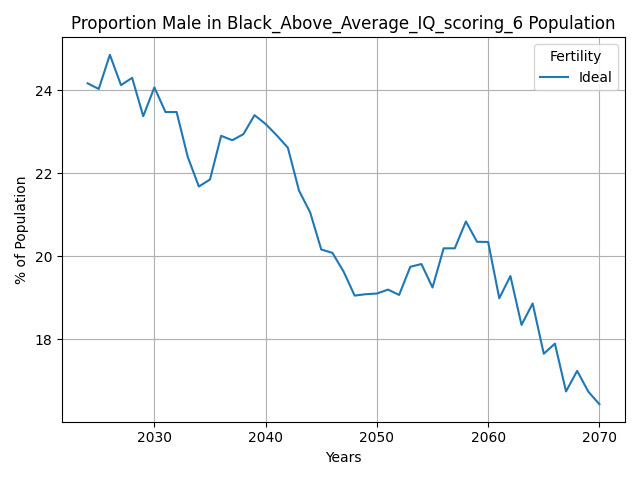 Proportion Male in Black_Above_Average_IQ_scoring_6 Population
Fertility
Ideal
% of Population
24
22
20
18
2030 2040 2050 2060 2070
Years